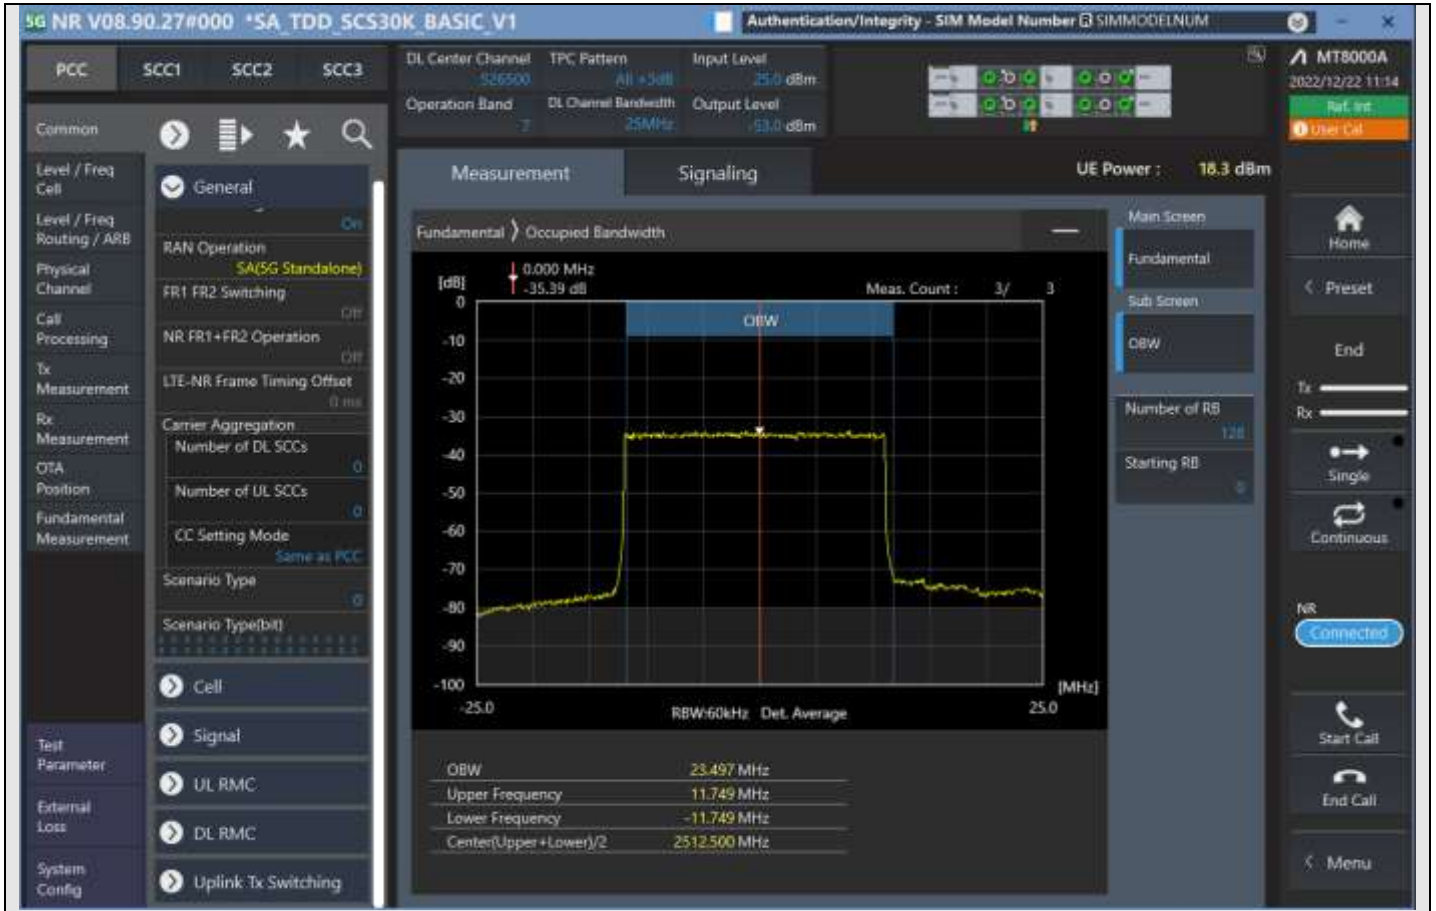 5G NR V08.90.27#000 *SA_TDD_SCS30K_BASIC_V1
Authentication/Integrity - SIM Model Number SIMMODELNUM
PCC SCC1 SCC2 SCC3
DL Center Channel TPC Pattern Input Level
526500 All +3dB 25.0 dBm
Operation Band DL Channel Bandwidth Output Level
7 25MHz -53.0 dBm
MT8000A
2022/12/22 11:14
Ref. Int
User Cal
Common
Level / Freq
Cell
Level / Freq
Routing / ARB
Physical
Channel
Call
Processing
Tx
Measurement
Rx
Measurement
OTA
Position
Fundamental
Measurement
Test
Parameter
External
Loss
System
Config
General
On
RAN Operation
SA(5G Standalone)
FR1 FR2 Switching
Off
NR FR1+FR2 Operation
Off
LTE-NR Frame Timing Offset
0 ms
Carrier Aggregation
Number of DL SCCs
0
Number of UL SCCs
0
CC Setting Mode
Same as PCC
Scenario Type
0
Scenario Type(bit)
Cell
Signal
UL RMC
DL RMC
Uplink Tx Switching
Measurement Signaling
UE Power : 18.3 dBm
Fundamental Occupied Bandwidth
[dB]
0.000 MHz
-35.39 dB
Meas. Count : 3/ 3
OBW
0
-10
-20
-30
-40
-50
-60
-70
-80
-90
-100
[MHz]
-25.0 RBW:60kHz Det. Average 25.0
OBW 23.497 MHz
Upper Frequency 11.749 MHz
Lower Frequency -11.749 MHz
Center(Upper+Lower)/2 2512.500 MHz
Main Screen
Fundamental
Sub Screen
OBW
Number of RB
128
Starting RB
0
Home
Preset
End
Tx
Rx
Single
Continuous
NR
Connected
Start Call
End Call
Menu